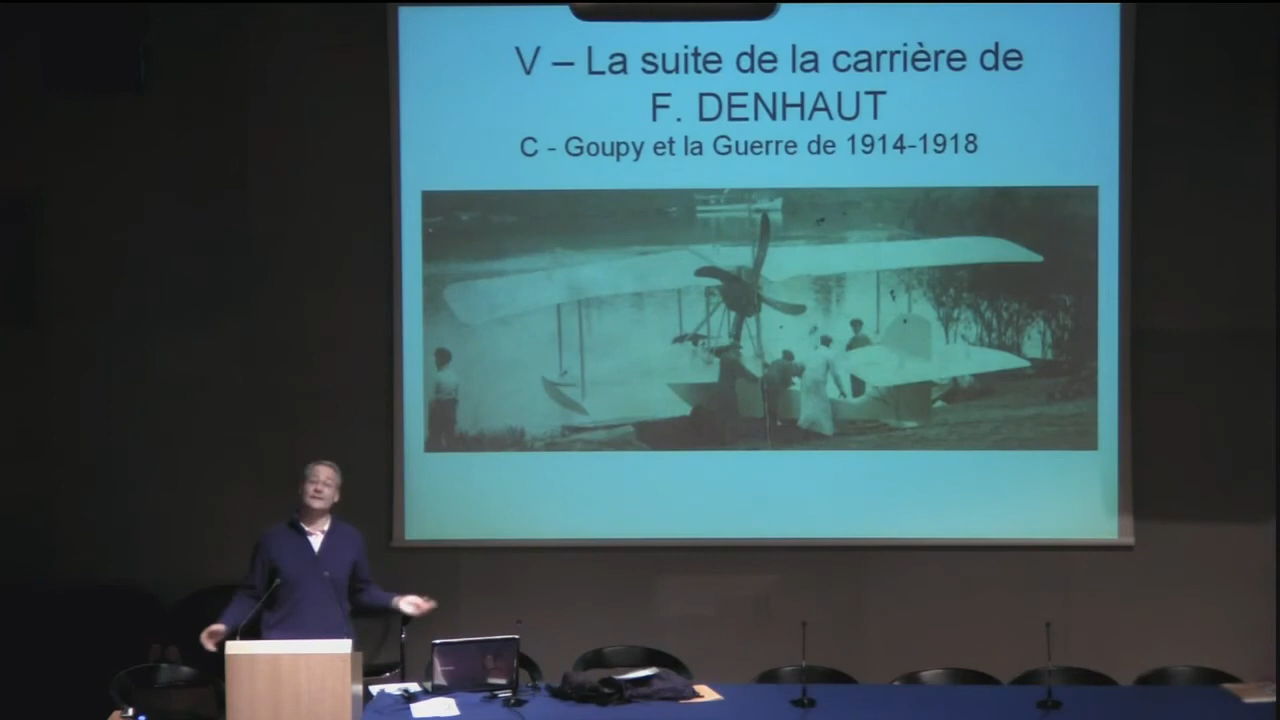 V – La suite de la carrière de
F. DENHAUT
C - Goupy et la Guerre de 1914-1918